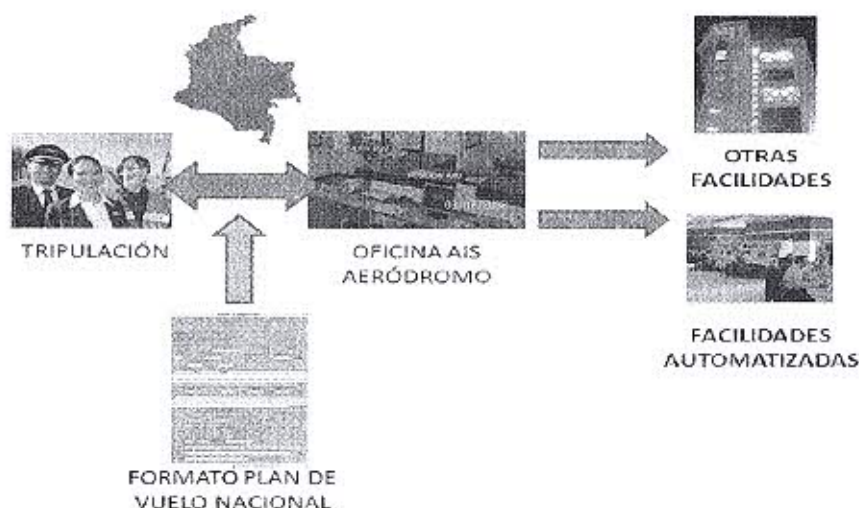 TRIPULACIÓN
OFICINA AIS
AERÓDROMO
OTRAS
FACILIDADES
FACILIDADES
AUTOMATIZADAS
FORMATO PLAN DE
VUELO NACIONAL